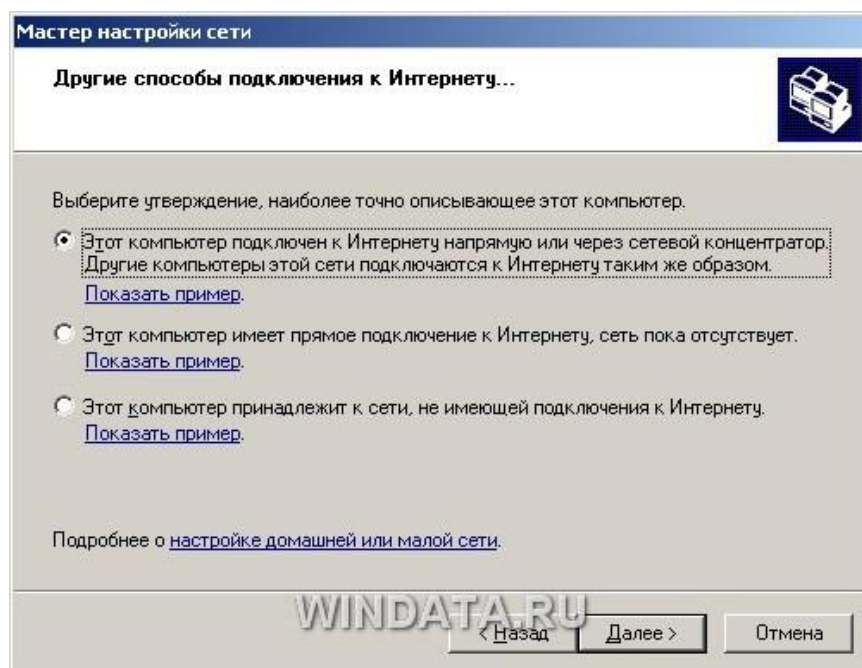 Мастер настройки сети
Другие способы подключения к Интернету...
Выберите утверждение, наиболее точно описывающее этот компьютер.
Этот компьютер подключен к Интернету напрямую или через сетевой концентратор.
Другие компьютеры этой сети подключаются к Интернету таким же образом.
Показать пример.
Этот компьютер имеет прямое подключение к Интернету, сеть пока отсутствует.
Показать пример.
Этот компьютер принадлежит к сети, не имеющей подключения к Интернету.
Показать пример.
Подробнее о настройке домашней или малой сети.
WINDATA.RU
< Назад
Далее >
Отмена